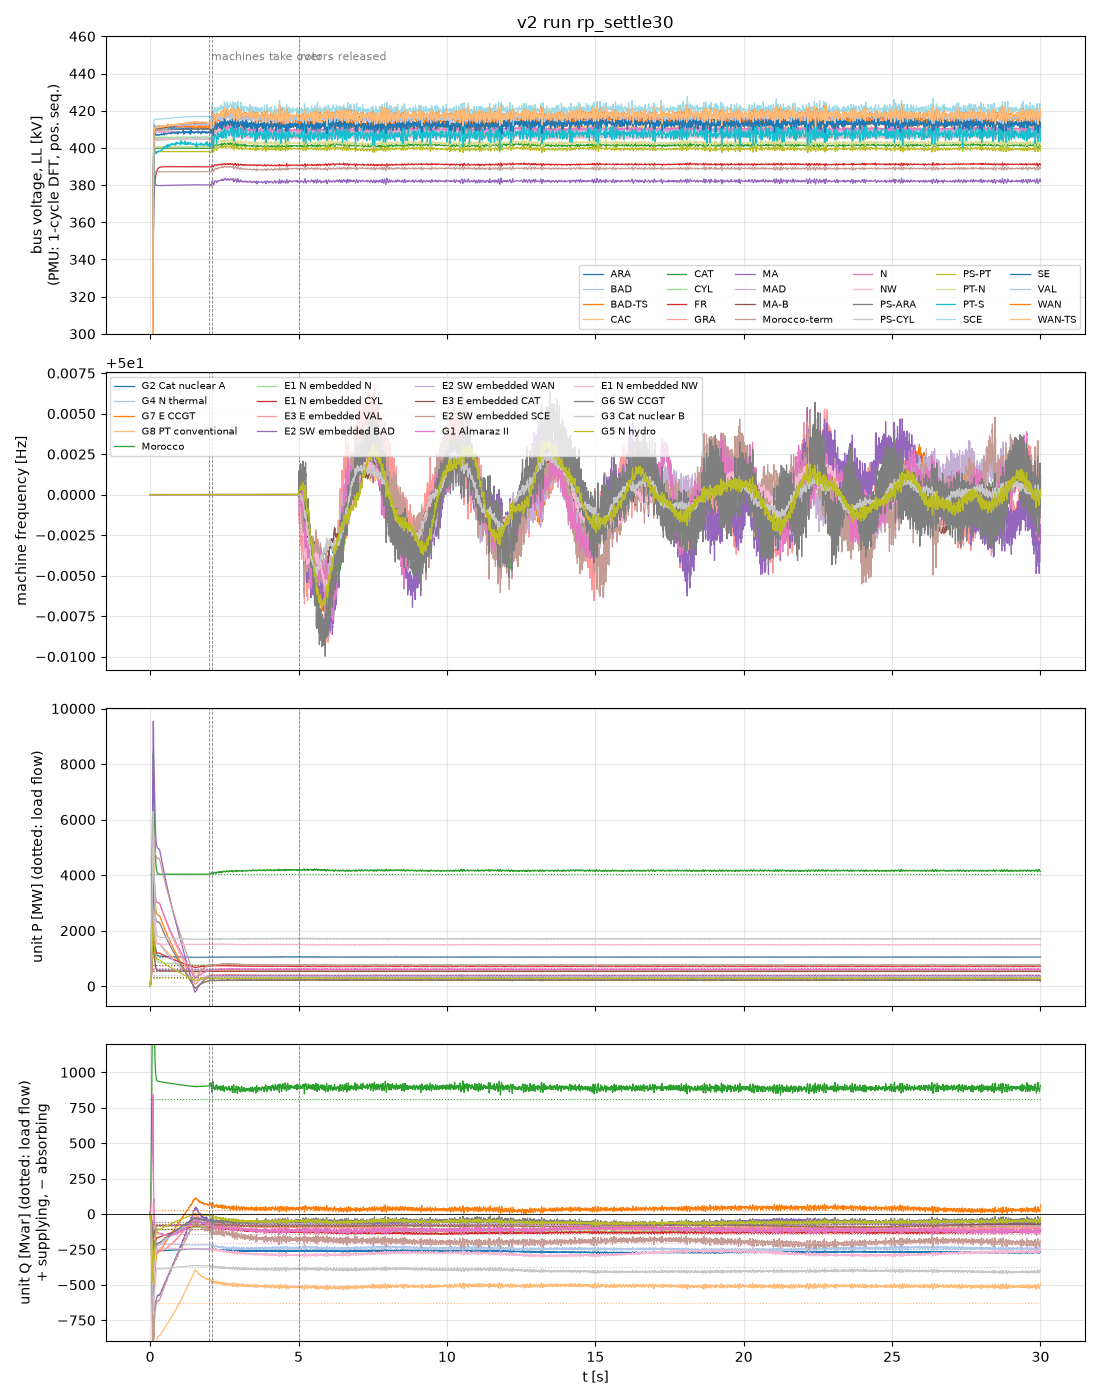 v2 run rp_settle30
460
440
420
400
380
360
340
320
300
bus voltage, LL [kV]
(PMU: 1-cycle DFT, pos. seq.)
machines take over
rotors released
ARA CAT MA N PS-PT SE
BAD CYL MAD NW PT-N VAL
BAD-TS FR MA-B PS-ARA PT-S WAN
CAC GRA Morocco-term PS-CYL SCE WAN-TS
+5e1
0.0075
0.0050
0.0025
0.0000
−0.0025
−0.0050
−0.0075
−0.0100
machine frequency [Hz]
G2 Cat nuclear A E1 N embedded N E2 SW embedded WAN E1 N embedded NW
G4 N thermal E1 N embedded CYL E3 E embedded CAT G6 SW CCGT
G7 E CCGT E3 E embedded VAL E2 SW embedded SCE G3 Cat nuclear B
G8 PT conventional E2 SW embedded BAD G1 Almaraz II G5 N hydro
Morocco
10000
8000
6000
4000
2000
0
unit P [MW] (dotted: load flow)
1000
750
500
250
0
−250
−500
−750
unit Q [Mvar] (dotted: load flow)
+ supplying, − absorbing
0 5 10 15 20 25 30
t [s]